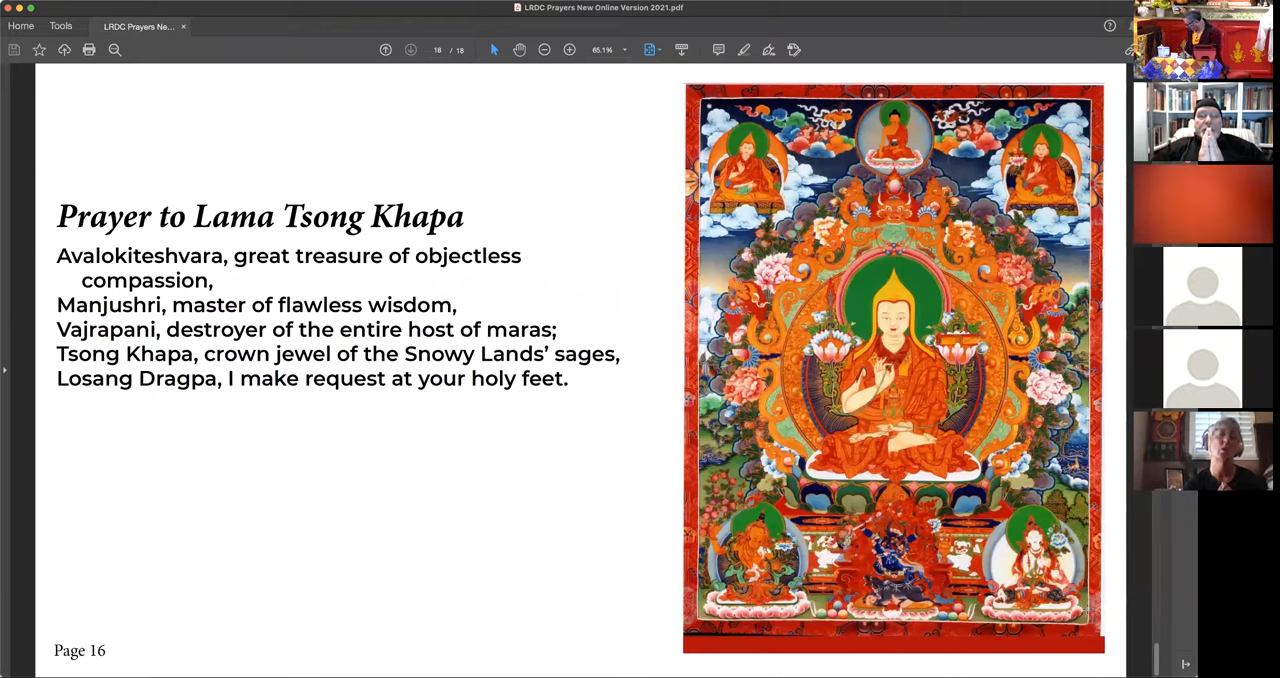 LRDC Prayers New Online Version 2021.pdf
Home Tools LRDC Prayers Ne... ×
18 / 18 65.1%
Prayer to Lama Tsong Khapa
Avalokiteshvara, great treasure of objectless
compassion,
Manjushri, master of flawless wisdom,
Vajrapani, destroyer of the entire host of maras;
Tsong Khapa, crown jewel of the Snowy Lands’ sages,
Losang Dragpa, I make request at your holy feet.
Page 16